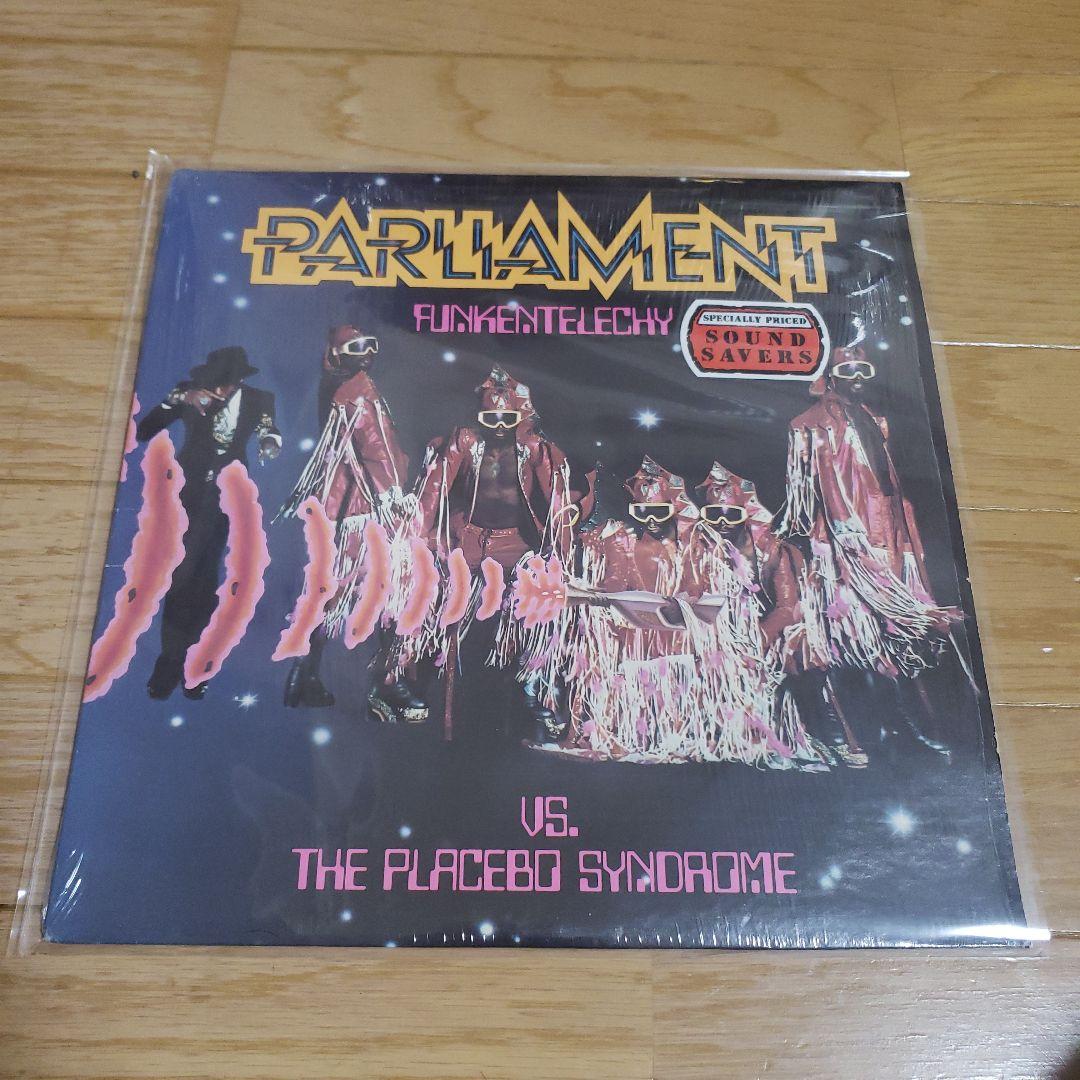 PARLIAMENT
FUNKENTELECHY
SPECIALLY PRICED
SOUND
SAVERS
VS.
THE PLACEBO SYNDROME